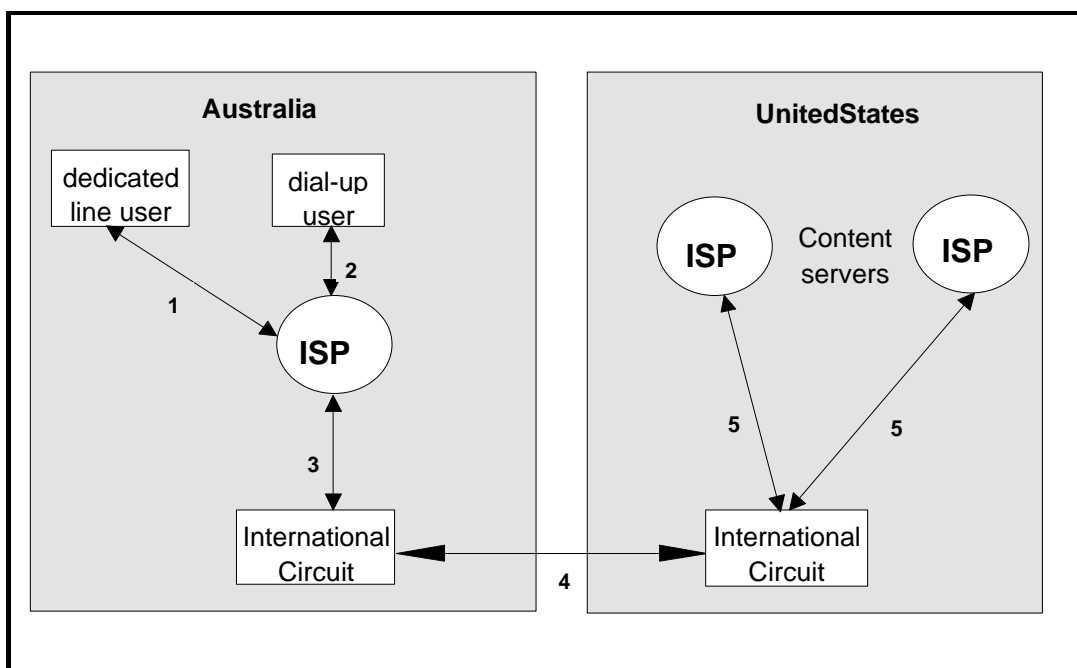 Australia
dedicated
line user
dial-up
user
1
2
ISP
3
International
Circuit
4
UnitedStates
ISP
Content
servers
ISP
5
5
International
Circuit